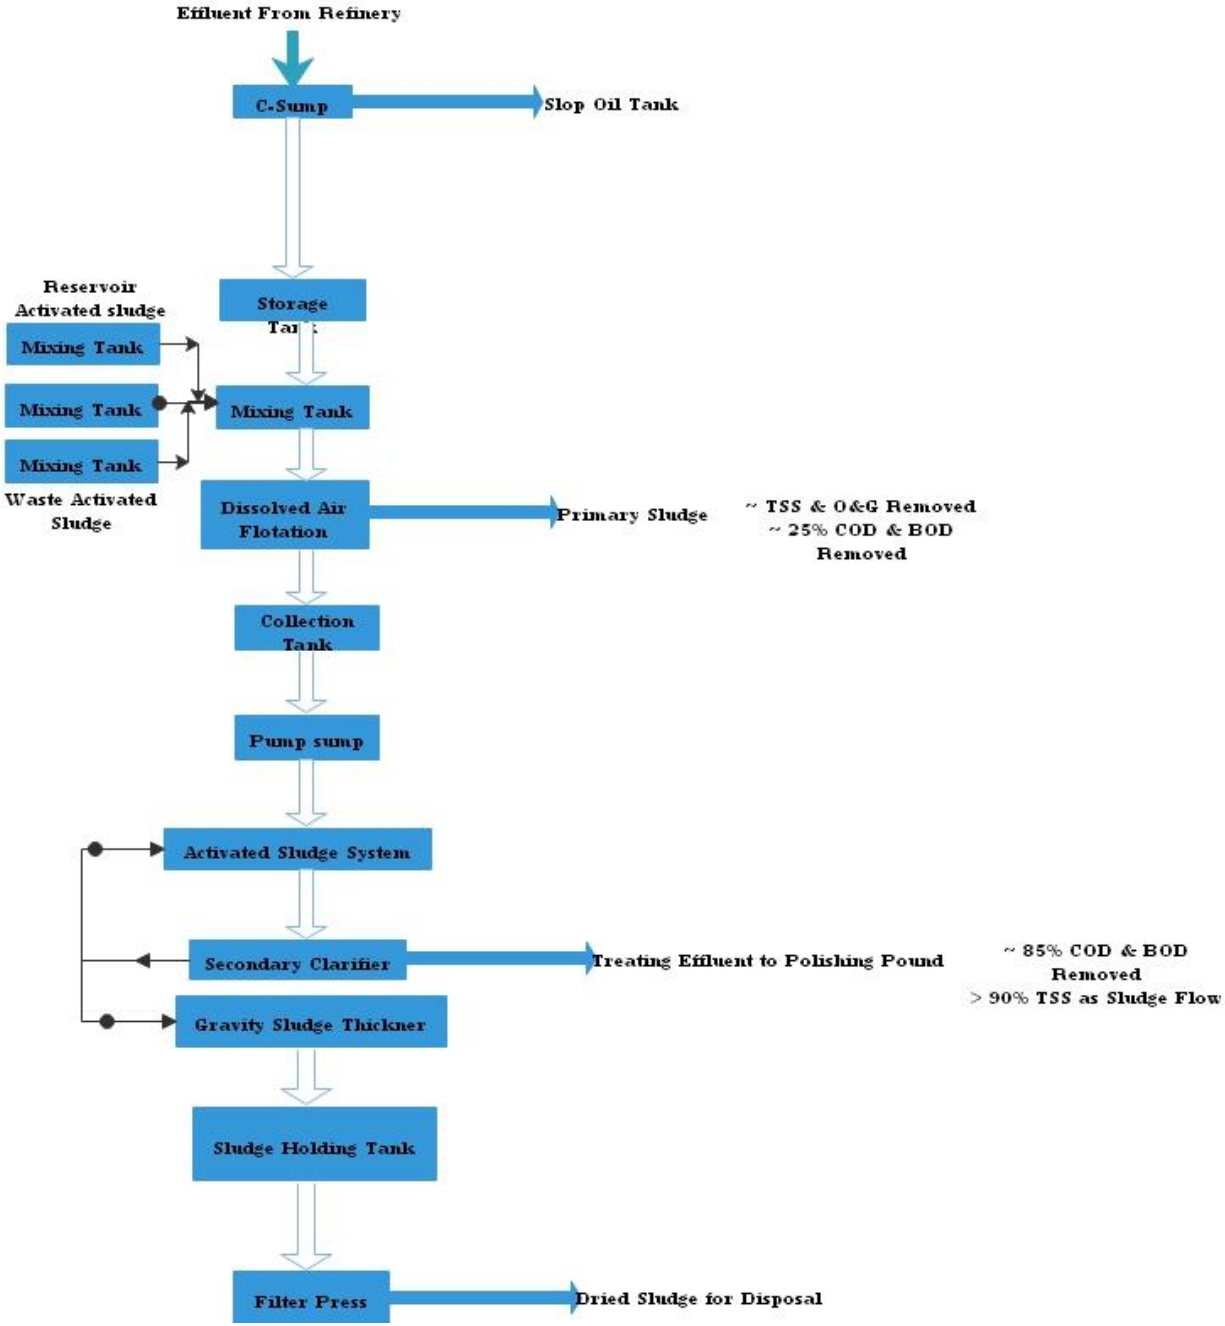 Effluent From Refinery
C-Sump
Slop Oil Tank
Reservoir
Activated sludge
Storage
Tank
Mixing Tank
Mixing Tank
Mixing Tank
Mixing Tank
Waste Activated
Sludge
Dissolved Air
Flotation
Primary Sludge
~ TSS & O&G Removed
~ 25% COD & BOD
Removed
Collection
Tank
Pump sump
Activated Sludge System
Secondary Clarifier
Treating Effluent to Polishing Pound
~ 85% COD & BOD
Removed
> 90% TSS as Sludge Flow
Gravity Sludge Thickner
Sludge Holding Tank
Filter Press
Dried Sludge for Disposal